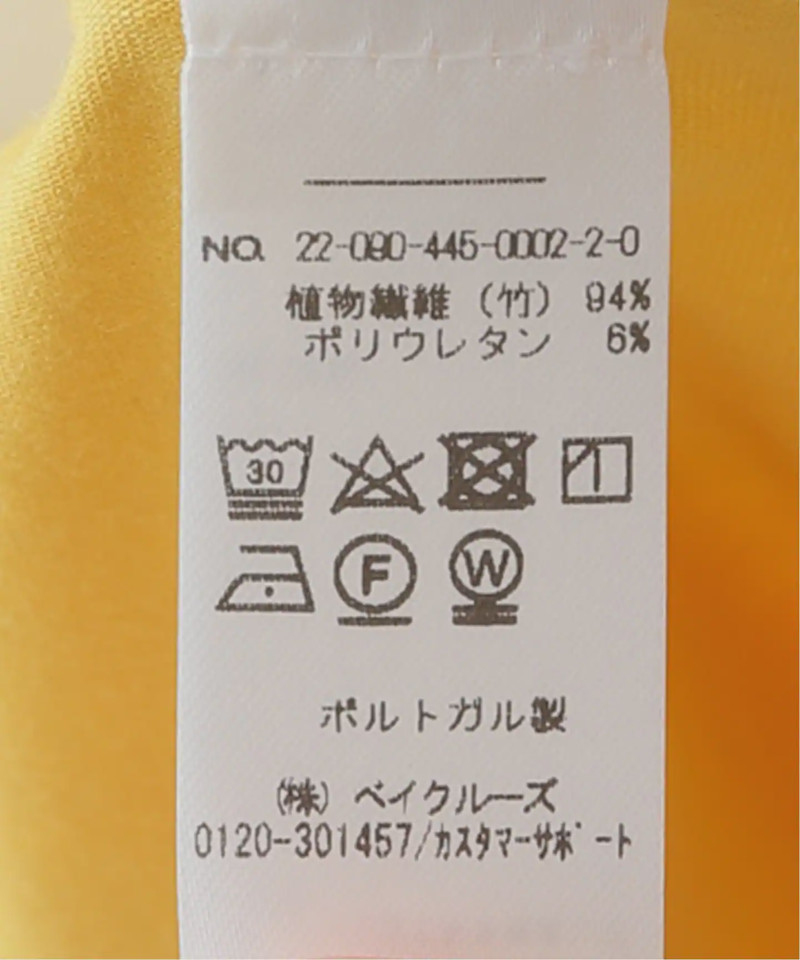 NO. 22-080-445-0002-2-0
植物繊維（竹） 94%
ポリウレタン 6%
30
F W
ポルトガル製
（株）ベイクルーズ
0120-301457/カスタマーサポート